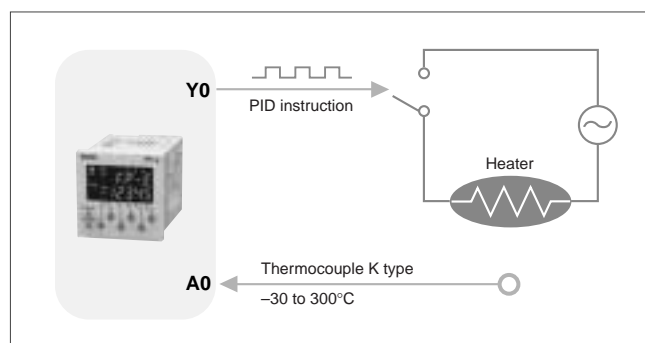 Y0
PID instruction
Heater
A0
Thermocouple K type
–30 to 300°C